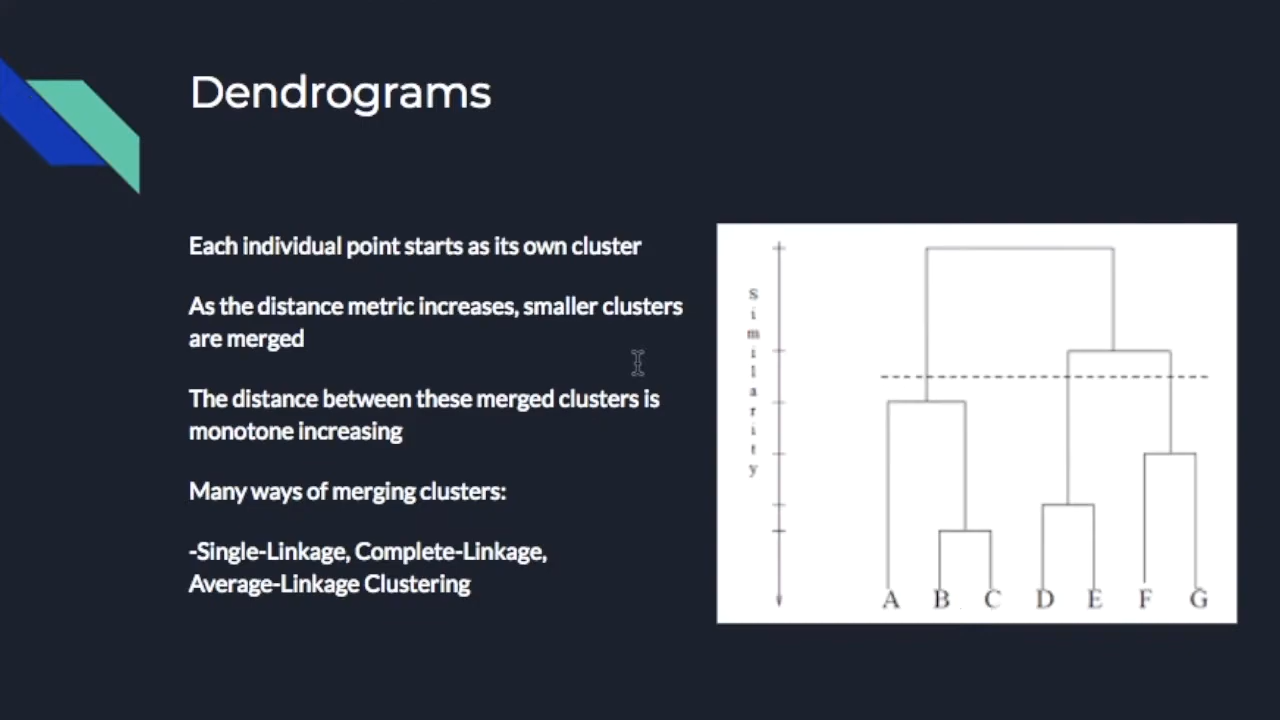 Dendrograms
Each individual point starts as its own cluster
As the distance metric increases, smaller clusters
are merged
The distance between these merged clusters is
monotone increasing
Many ways of merging clusters:
-Single-Linkage, Complete-Linkage,
Average-Linkage Clustering
similarity
A B C D E F G